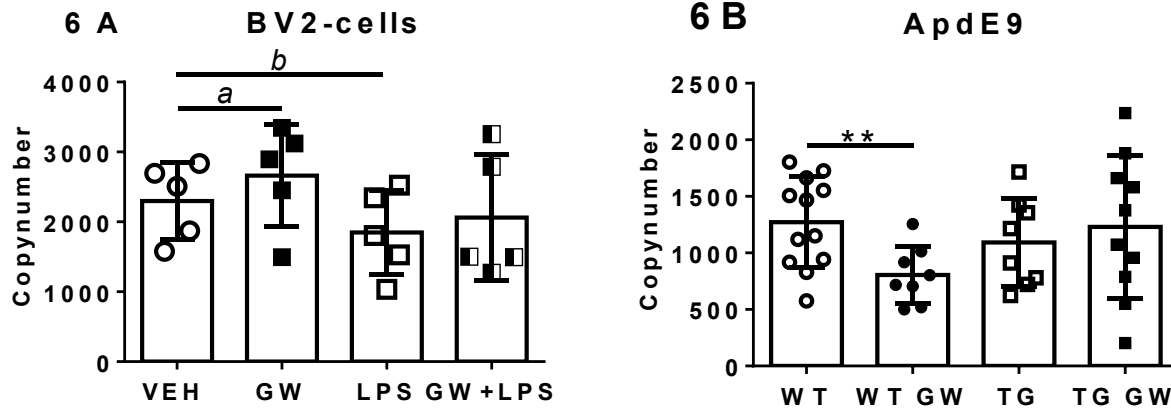 6 A BV2-cells
b
a
Copynumber
4000
3000
2000
1000
0
VEH GW LPS GW+LPS
6B ApdE9
**
Copynumber
2500
2000
1500
1000
500
0
WT WT GW TG TG GW